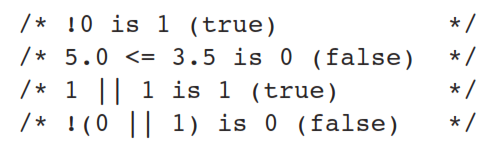 /* !0 is 1 (true) */
/* 5.0 <= 3.5 is 0 (false) */
/* 1 || 1 is 1 (true) */
/* !(0 || 1) is 0 (false) */